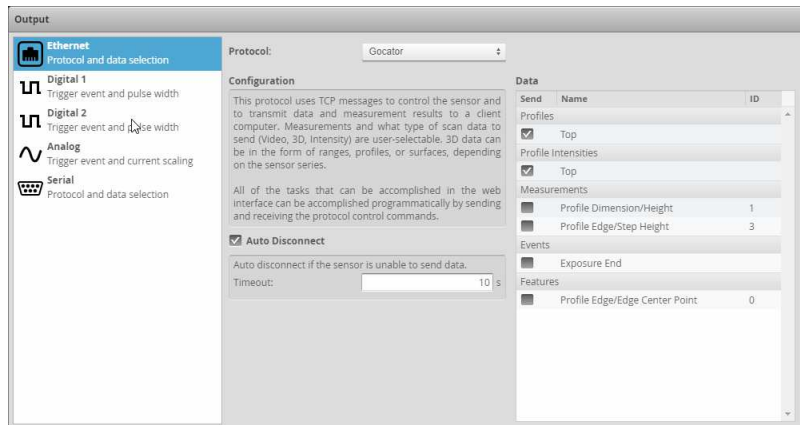 Output
Ethernet
Protocol and data selection
Digital 1
Trigger event and pulse width
Digital 2
Trigger event and pulse width
Analog
Trigger event and current scaling
Serial
Protocol and data selection
Protocol: Gocator
Configuration
This protocol uses TCP messages to control the sensor and
to transmit data and measurement results to a client
computer. Measurements and what type of scan data to
send (Video, 3D, Intensity) are user-selectable. 3D data can
be in the form of ranges, profiles, or surfaces, depending
on the sensor series.
All of the tasks that can be accomplished in the web
interface can be accomplished programmatically by sending
and receiving the protocol control commands.
Auto Disconnect
Auto disconnect if the sensor is unable to send data.
Timeout: 10 s
Data
Send Name ID
Profiles
Top
Profile Intensities
Top
Measurements
Profile Dimension/Height 1
Profile Edge/Step Height 3
Events
Exposure End
Features
Profile Edge/Edge Center Point 0